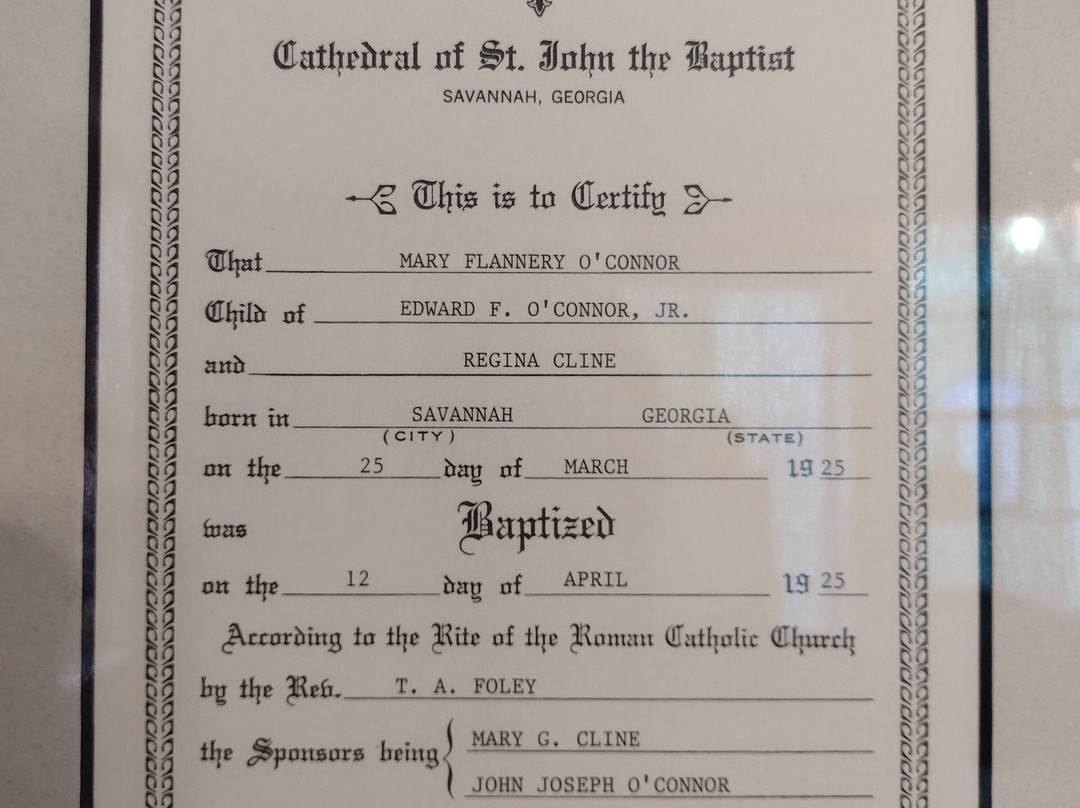 Cathedral of St. John the Baptist
SAVANNAH, GEORGIA
This is to Certify
That MARY FLANNERY O'CONNOR
Child of EDWARD F. O'CONNOR, JR.
and REGINA CLINE
born in SAVANNAH GEORGIA
(CITY) (STATE)
on the 25 day of MARCH 1925
was Baptized
on the 12 day of APRIL 1925
According to the Rite of the Roman Catholic Church
by the Rev. T. A. FOLEY
the Sponsors being MARY G. CLINE
JOHN JOSEPH O'CONNOR